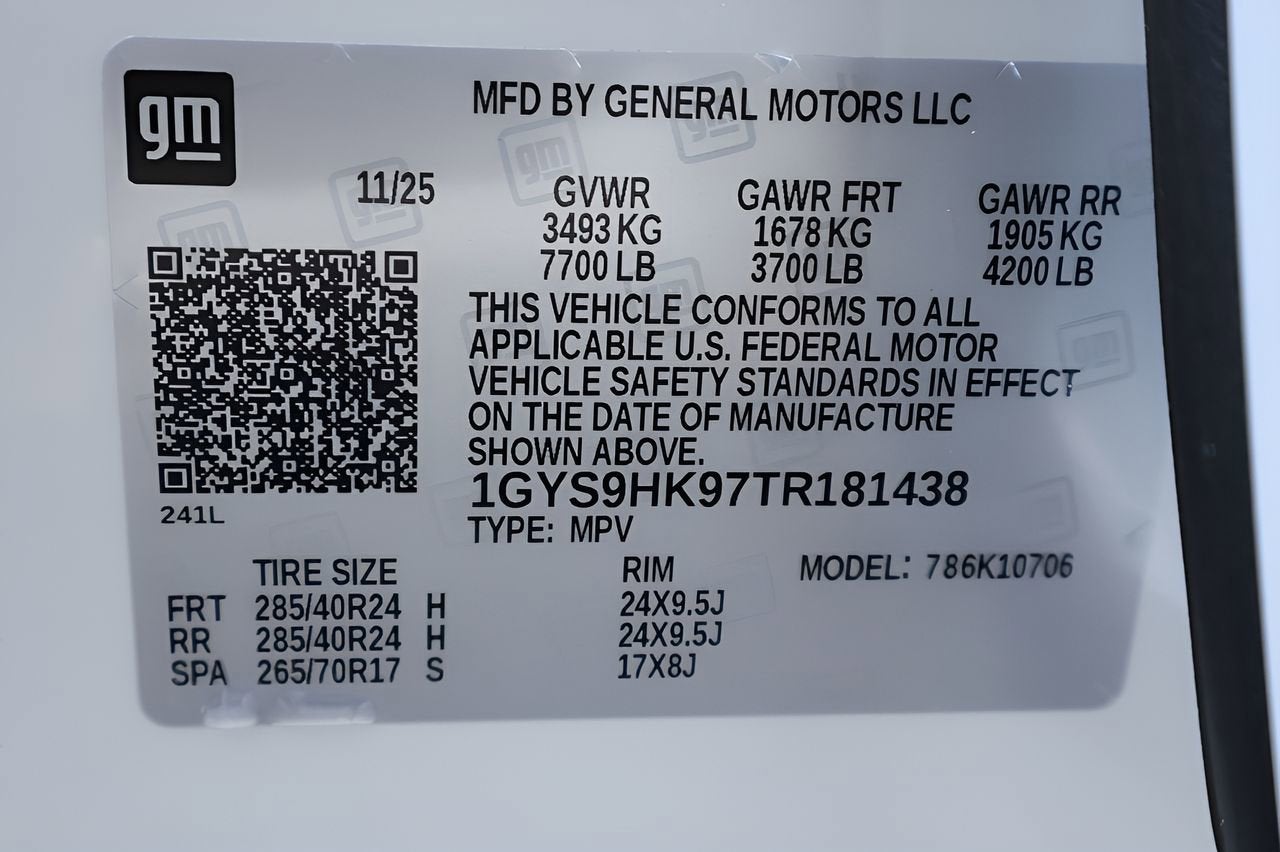 gm
MFD BY GENERAL MOTORS LLC
11/25 GVWR GAWR FRT GAWR RR
3493 KG 1678 KG 1905 KG
7700 LB 3700 LB 4200 LB
THIS VEHICLE CONFORMS TO ALL
APPLICABLE U.S. FEDERAL MOTOR
VEHICLE SAFETY STANDARDS IN EFFECT
ON THE DATE OF MANUFACTURE
SHOWN ABOVE.
1GYS9HK97TR181438
241L
TYPE: MPV
TIRE SIZE RIM MODEL: 786K10706
FRT 285/40R24 H 24X9.5J
RR 285/40R24 H 24X9.5J
SPA 265/70R17 S 17X8J